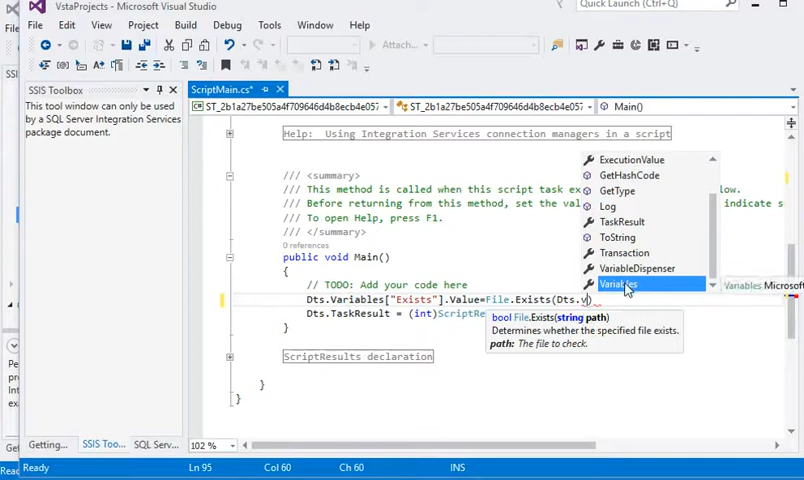 VstaProjects - Microsoft Visual Studio
Quick Launch (Ctrl+Q)
File Edit View Project Build Debug Tools Window Help
Attach...
SSIS Toolbox
ScriptMain.cs*
This tool window can only be used
by a SQL Server Integration Services
package document.
ST_2b1a27be505a4f709646d4b8ecb4e057
ST_2b1a27be505a4f709646d4b8ecb4e057
Main()
Help: Using Integration Services connection managers in a script
/// <summary>
/// This method is called when this script task ex
low.
/// Before returning from this method, set the val
indicate s
/// To open Help, press F1.
/// </summary>
0 references
public void Main()
{
// TODO: Add your code here
Dts.Variables["Exists"].Value=File.Exists(Dts.v)
Dts.TaskResult = (int)ScriptRe
}
ScriptResults declaration
}
}
ExecutionValue
GetHashCode
GetType
Log
TaskResult
ToString
Transaction
VariableDispenser
Variables
Variables Microsoft
bool File.Exists(string path)
Determines whether the specified file exists.
path: The file to check.
Getting...
SSIS Too...
SQL Serv...
102 %
Ready
Ln 95
Col 60
Ch 60
INS